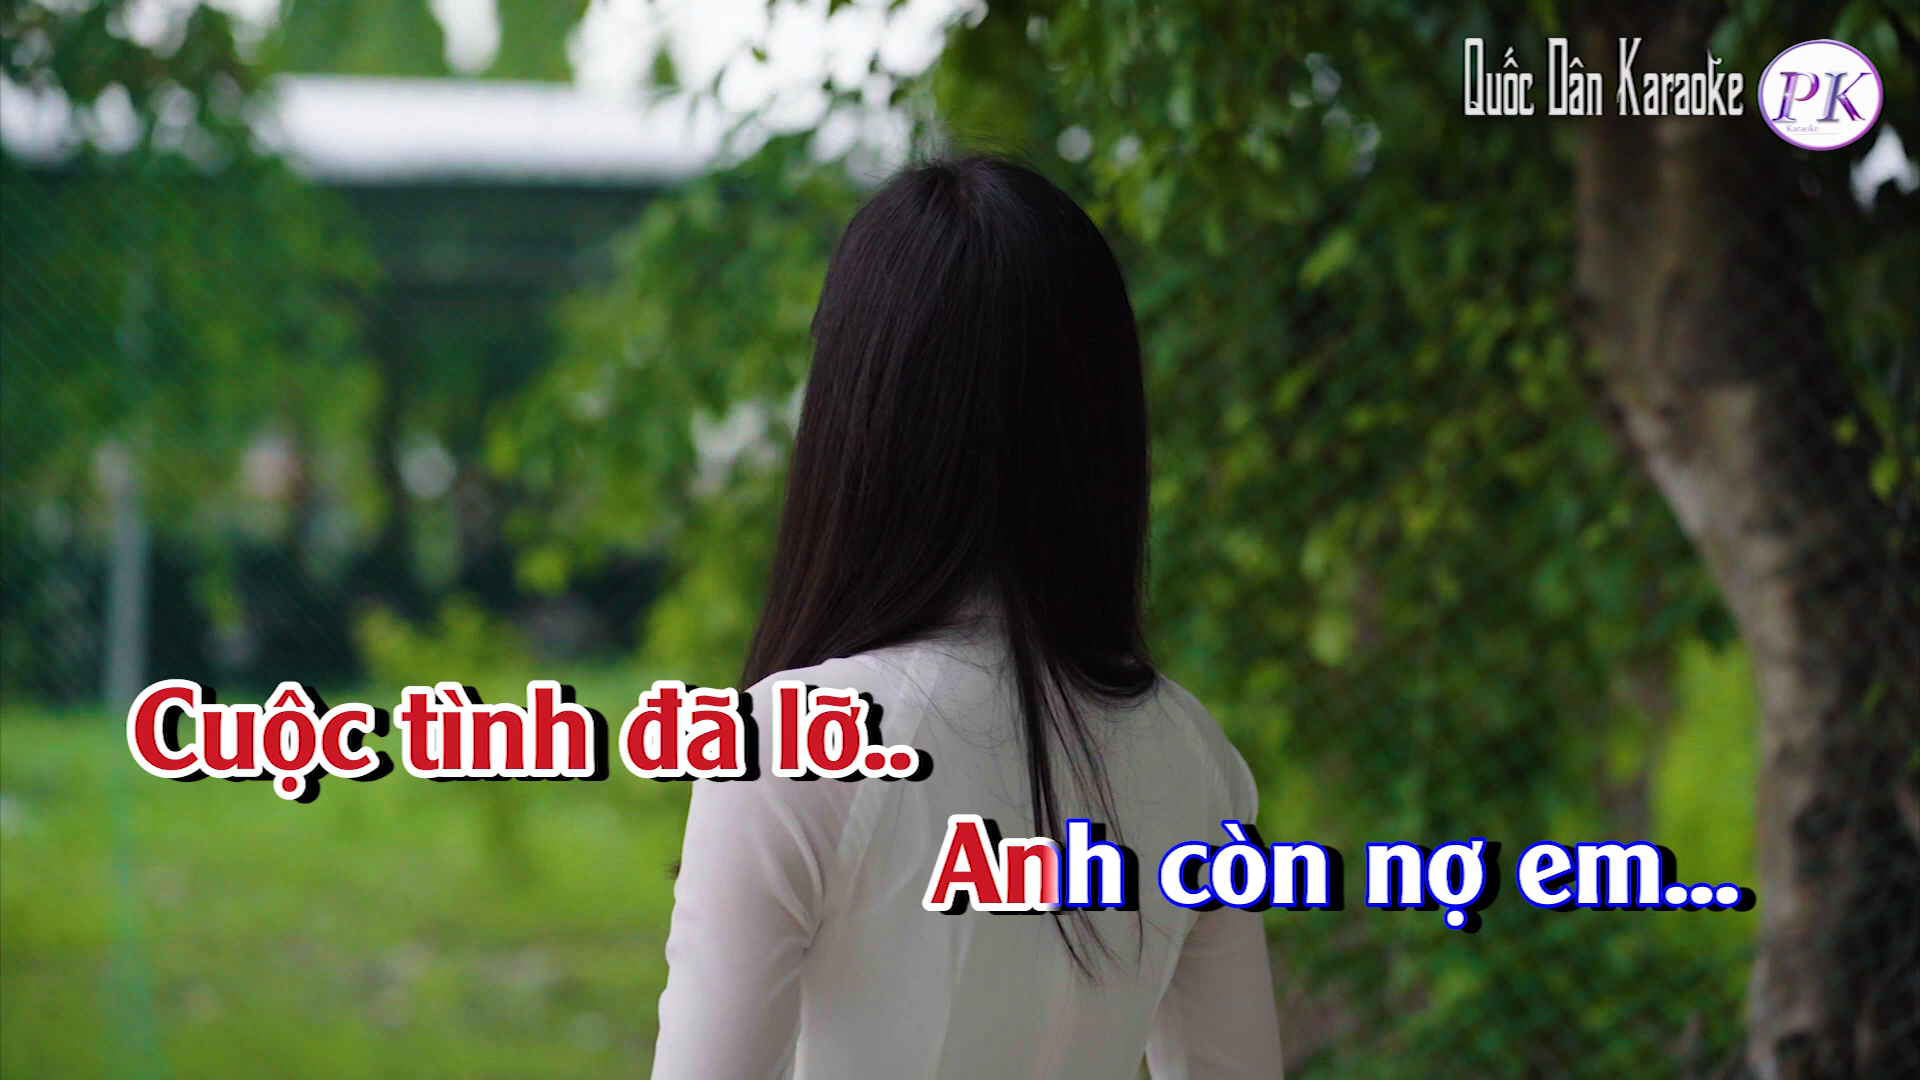 Quốc Dân Karaoke
PK
Karaoke
Cuộc tình đã lỡ..
Anh còn nợ em...